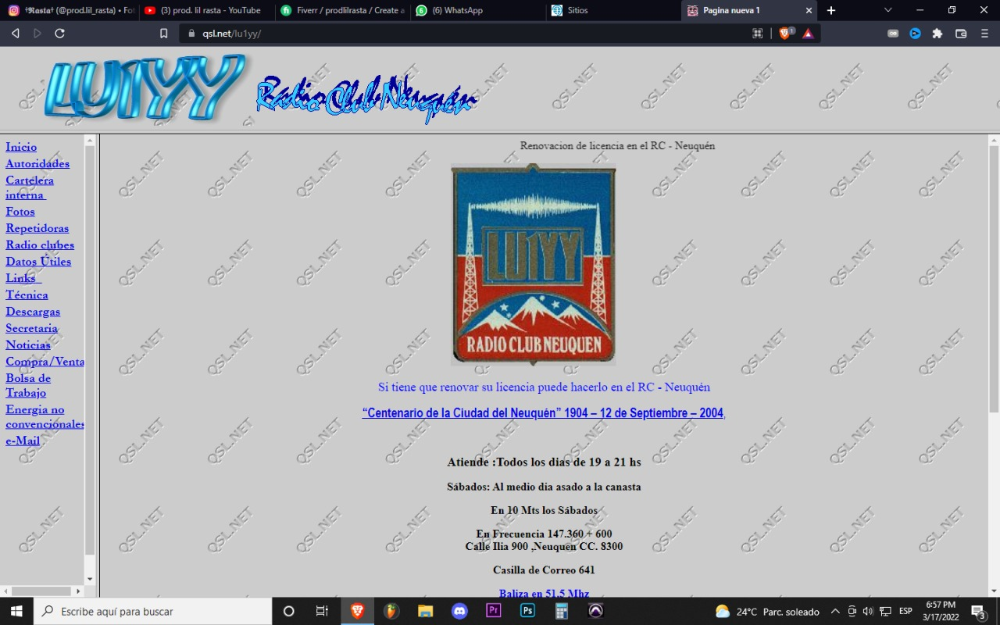 †Rasta† (@prod.lil_rasta) • Fot
(3) prod. lil rasta - YouTube
Fiverr / prodlilrasta / Create a
(6) WhatsApp
Sitios
Pagina nueva 1
qsl.net/lu1yy/
1
LU1YY
Radio Club Neuquén
QSL.NET
Inicio
Autoridades
Cartelera
interna
Fotos
Repetidoras
Radio clubes
Datos Útiles
Links
Técnica
Descargas
Secretaria
Noticias
Compra/Venta
Bolsa de
Trabajo
Energia no
convencionales
e-Mail
Renovacion de licencia en el RC - Neuquén
LU1YY
RADIO CLUB NEUQUEN
Si tiene que renovar su licencia puede hacerlo en el RC - Neuquén
“Centenario de la Ciudad del Neuquén” 1904 – 12 de Septiembre – 2004,
Atiende :Todos los dias de 19 a 21 hs
Sábados: Al medio dia asado a la canasta
En 10 Mts los Sábados
En Frecuencia 147.360 + 600
Calle Ilia 900 ,Neuquen CC. 8300
Casilla de Correo 641
Baliza en 51,5 Mhz
Escribe aquí para buscar
Pr
Ps
24°C Parc. soleado
ESP
6:57 PM
3/17/2022
3